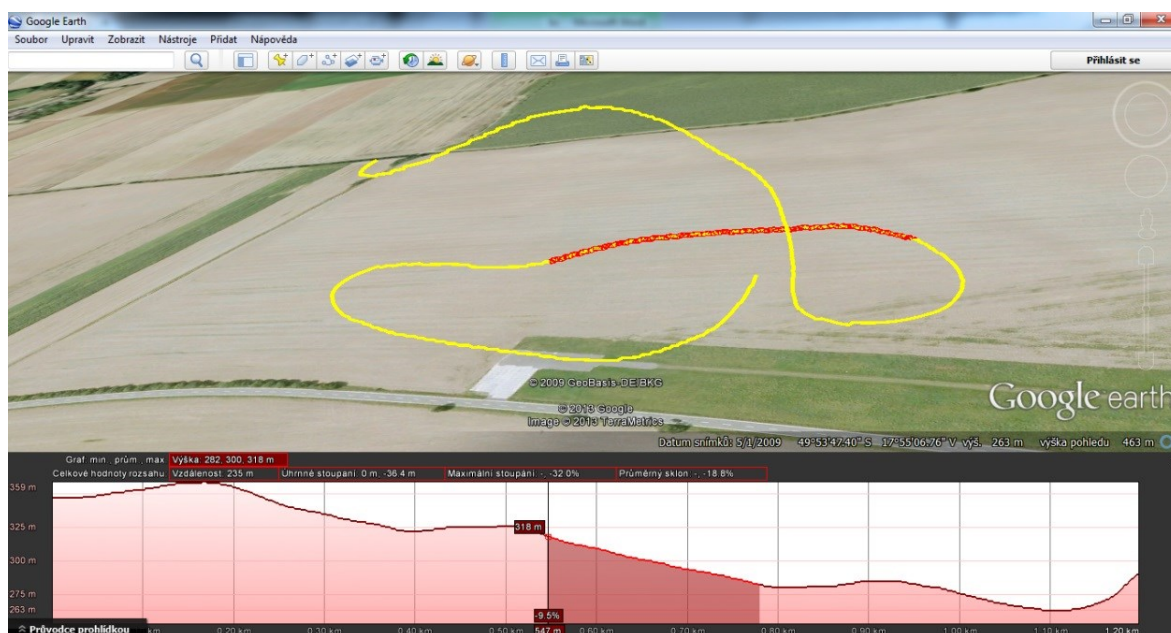 Google Earth
Soubor Upravit Zobrazit Nástroje Přidat Nápověda
Přihlásit se
© 2009 GeoBasis-DE/BKG
© 2013 Google
Image © 2013 TerraMetrics
Google earth
Datum snímků: 5/1/2009 49°53'47.40" S 17°55'06.76" V výš. 263 m výška pohledu 463 m
Graf: min., prům., max. Výška: 282, 300, 318 m
Celkové hodnoty rozsahu: Vzdálenost: 235 m Úhrnné stoupání: 0 m, -36.4 m Maximální stoupání: -, -32.0% Průměrný sklon: -, -18.8%
359 m
325 m
318 m
300 m
275 m
263 m
-9.5%
Průvodce prohlídkou km 0.20 km 0.30 km 0.40 km 0.50 km 547 m 0.60 km 0.70 km 0.80 km 0.90 km 1.00 km 1.10 km 1.20 km